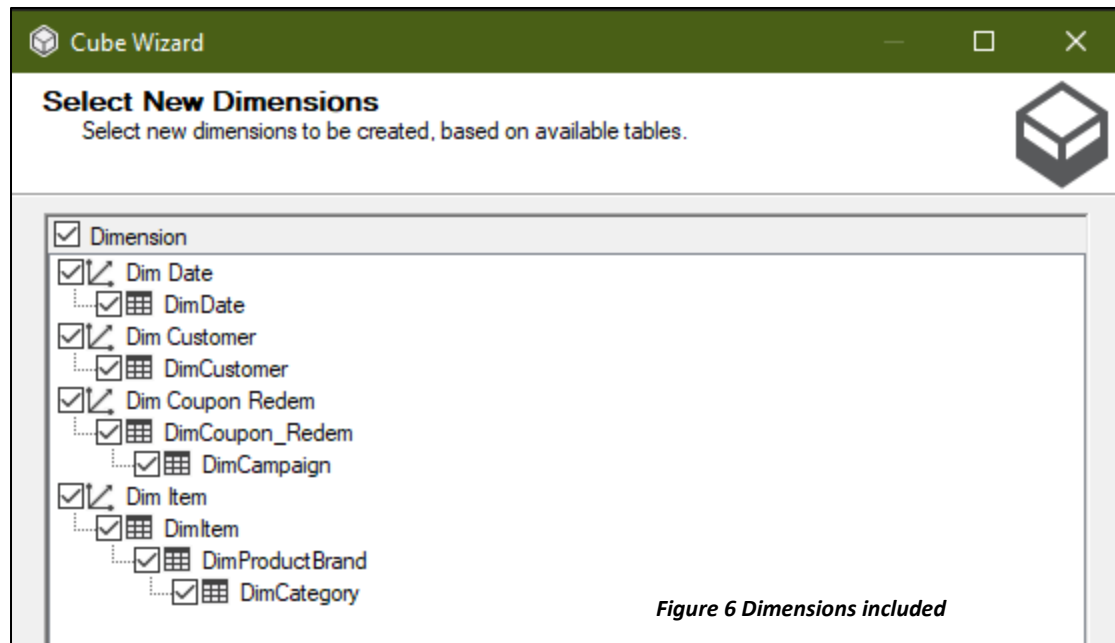 Cube Wizard
Select New Dimensions
Select new dimensions to be created, based on available tables.
Dimension
Dim Date
DimDate
Dim Customer
DimCustomer
Dim Coupon Redem
DimCoupon_Redem
DimCampaign
Dim Item
DimItem
DimProductBrand
DimCategory
Figure 6 Dimensions included